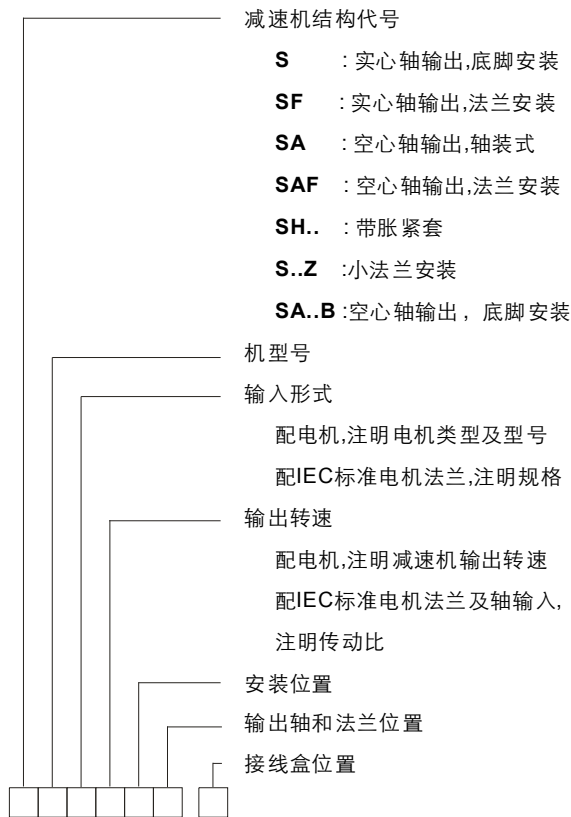 减速机结构代号
S : 实心轴输出,底脚安装
SF : 实心轴输出,法兰安装
SA : 空心轴输出,轴装式
SAF : 空心轴输出,法兰安装
SH.. : 带胀紧套
S..Z :小法兰安装
SA..B :空心轴输出，底脚安装
机型号
输入形式
配电机,注明电机类型及型号
配IEC标准电机法兰,注明规格
输出转速
配电机,注明减速机输出转速
配IEC标准电机法兰及轴输入,
注明传动比
安装位置
输出轴和法兰位置
接线盒位置